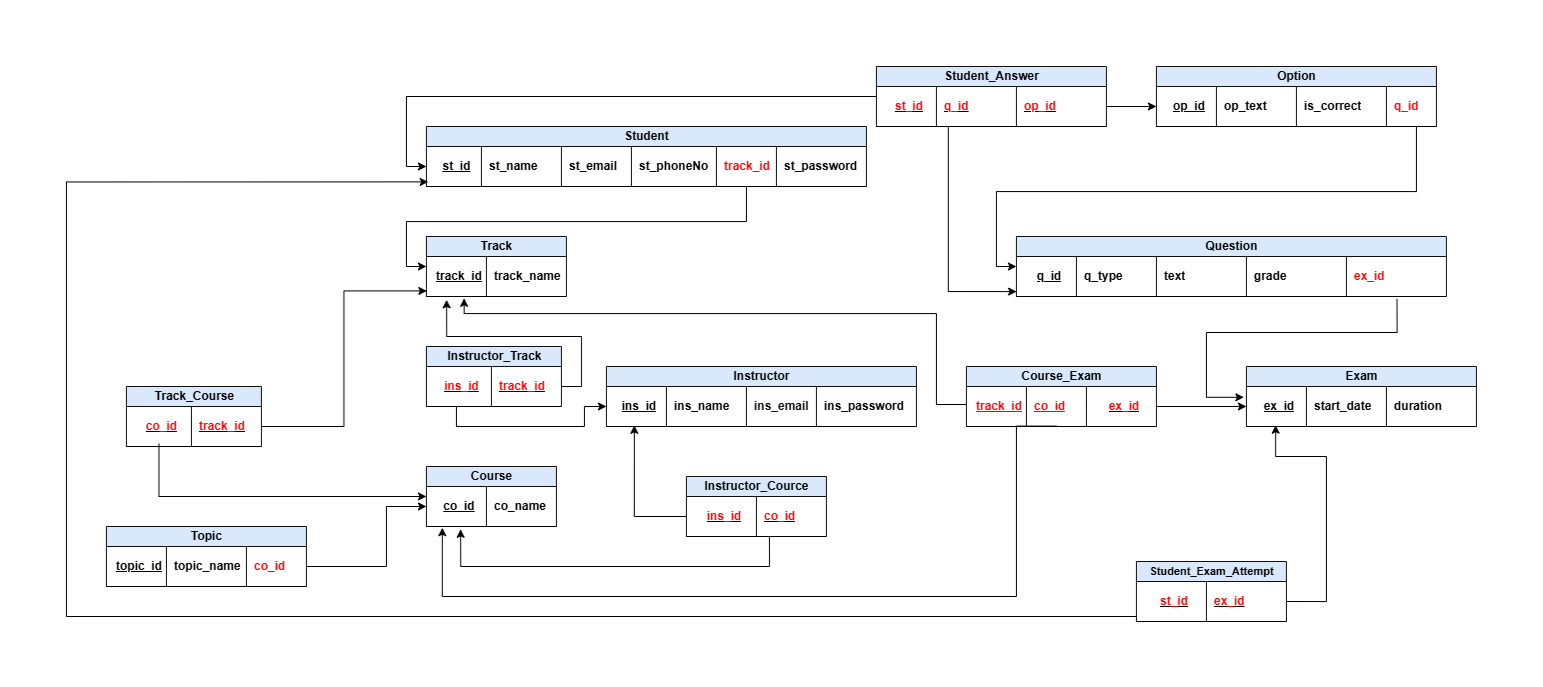 Student_Answer
st_id q_id op_id
Option
op_id op_text is_correct q_id
Student
st_id st_name st_email st_phoneNo track_id st_password
Track
track_id track_name
Question
q_id q_type text grade ex_id
Instructor_Track
ins_id track_id
Instructor
ins_id ins_name ins_email ins_password
Course_Exam
track_id co_id ex_id
Exam
ex_id start_date duration
Track_Course
co_id track_id
Course
co_id co_name
Instructor_Cource
ins_id co_id
Topic
topic_id topic_name co_id
Student_Exam_Attempt
st_id ex_id